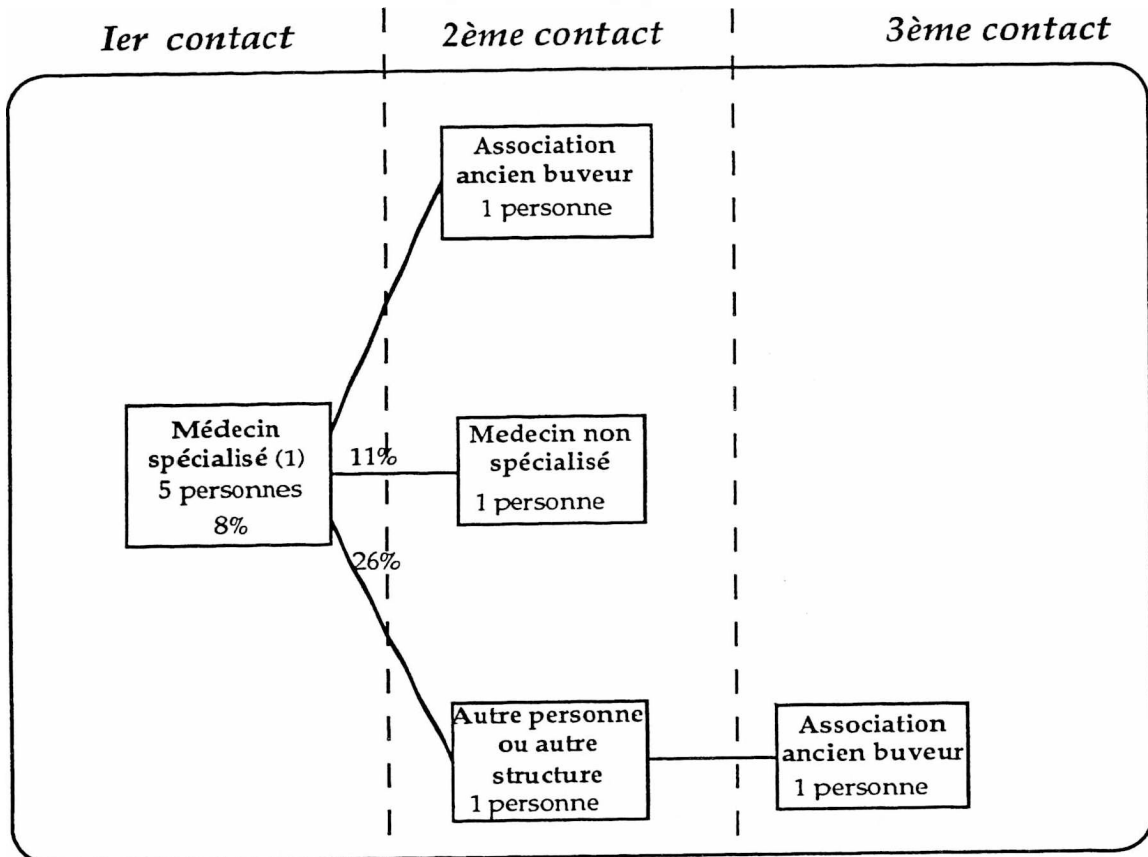 Ier contact
2ème contact
3ème contact
Association
ancien buveur
1 personne
Médecin
spécialisé (1)
5 personnes
8%
11%
Medecin non
spécialisé
1 personne
26%
Autre personne
ou autre
structure
1 personne
Association
ancien buveur
1 personne